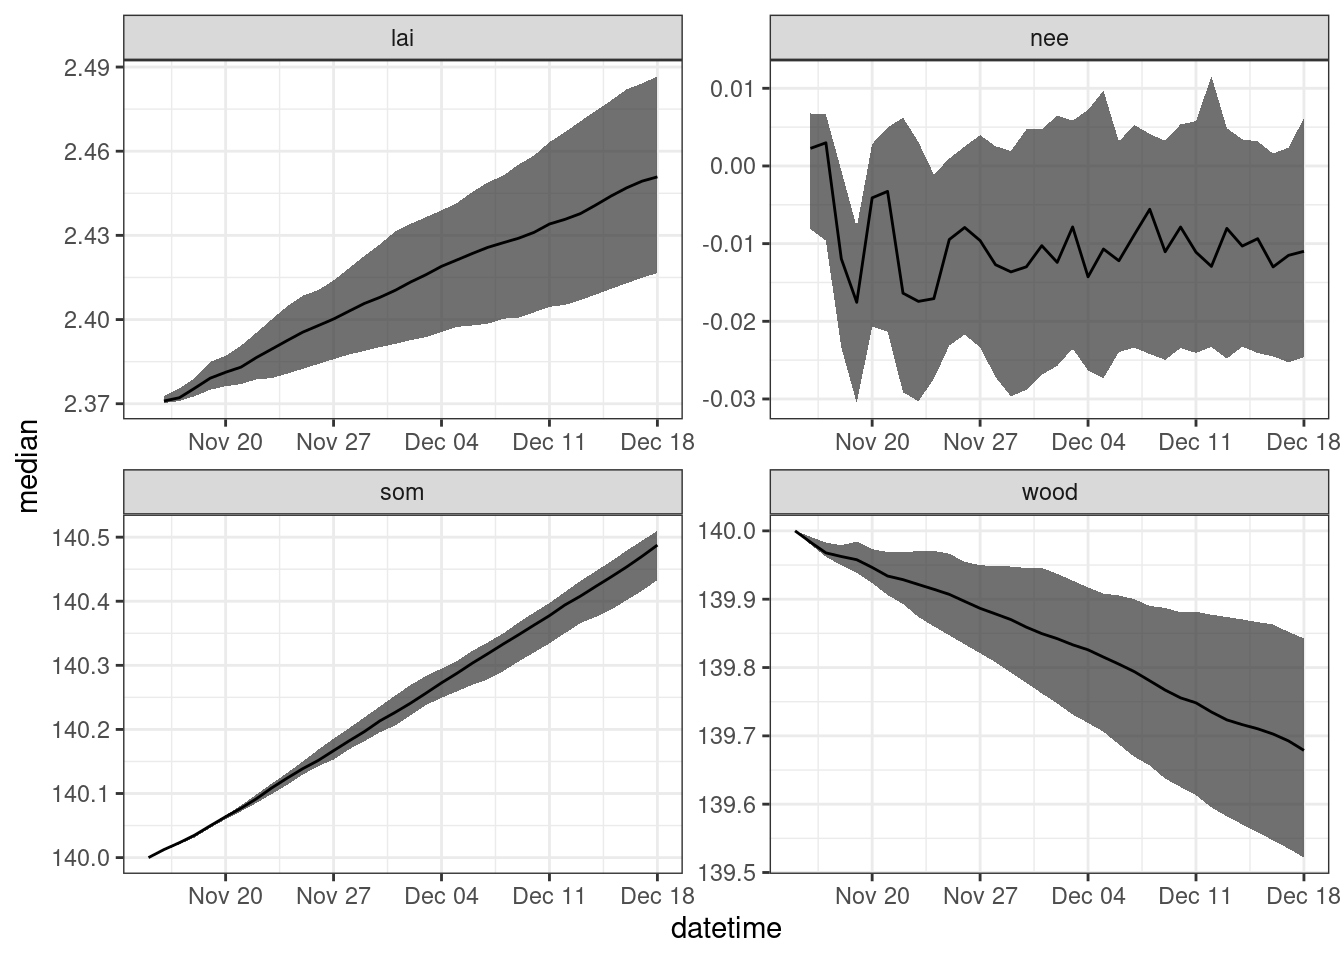 lai
nee
2.49
2.46
2.43
2.40
2.37
0.01
0.00
-0.01
-0.02
-0.03
Nov 20 Nov 27 Dec 04 Dec 11 Dec 18
Nov 20 Nov 27 Dec 04 Dec 11 Dec 18
median
som
wood
140.5
140.4
140.3
140.2
140.1
140.0
140.0
139.9
139.8
139.7
139.6
139.5
Nov 20 Nov 27 Dec 04 Dec 11 Dec 18
Nov 20 Nov 27 Dec 04 Dec 11 Dec 18
datetime